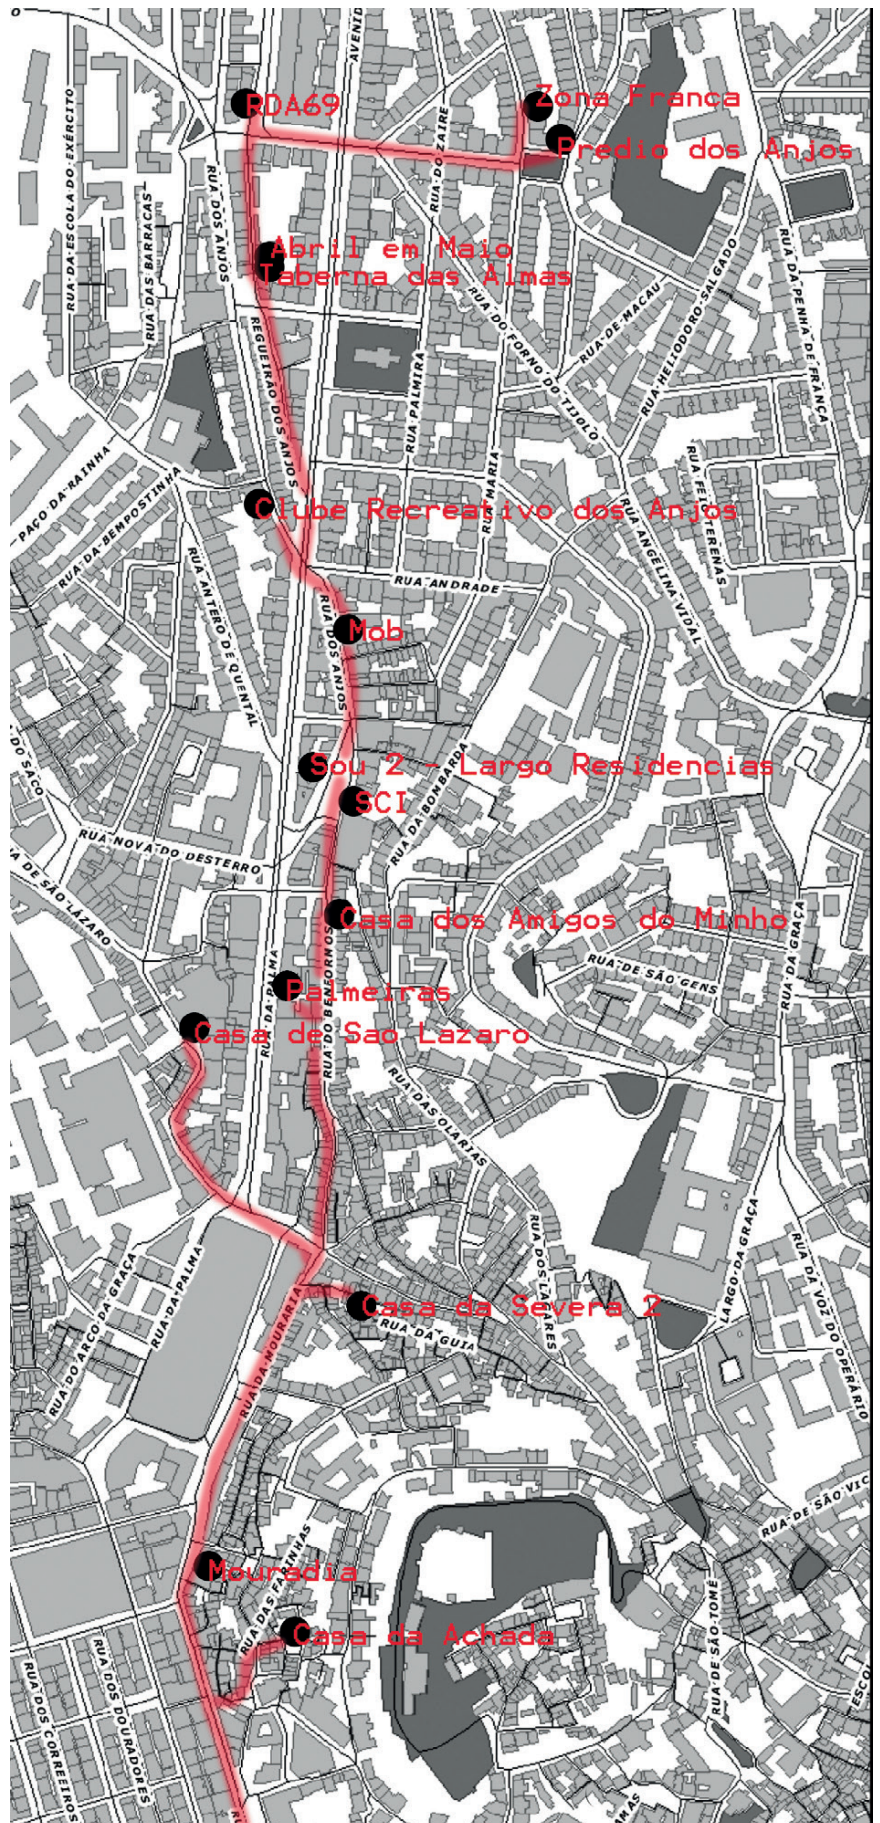 AVENID
RDA69
Zona Franca
Predio dos Anjos
RUA DO ZAIRE
RUA DA ESCOLA DO EXÉRCITO
RUA DAS BARRACAS
RUA DOS ANJOS
Abril em Maio
Taberna das Almas
RUA DO FORNO DO TIJOLO
RUA DE MACAU
RUA HELIODORO SALGADO
RUA DA PENHA DE FRANÇA
REGUEIRÃO DOS ANJOS
RUA PALMIRA
RUA MARIA
PAÇO DA RAINHA
RUA DA BEMPOSTINHA
Clube Recreativo dos Anjos
RUA ANGELINA VIDAL
RUA ANTERO DE QUENTAL
RUA ANDRADE
RUA DOS ANJOS
Mob
DO SACO
Sou 2 - Largo Residencias
SCI
RUA DA BOMBARDA
RUA NOVA DO DESTERRO
A DE SÃO LÁZARO
Casa dos Amigos do Minho
RUA DA GRAÇA
RUA DE SÃO GENS
RUA DA PALMA
Palmeiras
RUA DO BENFORMOSO
Casa de Sao Lazaro
RUA DAS OLARIAS
RUA DOS LAGARES
LARGO DA GRAÇA
RUA DA VOZ DO OPERÁRIO
RUA DO ARCO DA GRAÇA
RUA DA PALMA
RUA DA MOURARIA
Casa da Severa 2
RUA DA GUIA
RUA DE SÃO VIC
Mouradia
RUA DAS FARINHAS
Casa da Achada
RUA DE SÃO TOMÉ
RUA DOS CORREEIROS
RUA DOS DOURADORES
ESCO
AMAS